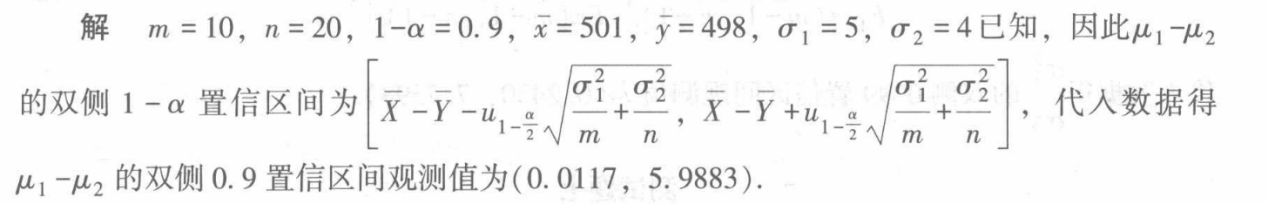 解 m = 10, n = 20, 1-α = 0.9, x̄ = 501, ȳ = 498, σ₁ = 5, σ₂ = 4已知, 因此μ₁-μ₂
的双侧 1 - α 置信区间为 [X̄ - Ȳ - u_{1-α/2} √(σ₁²/m + σ₂²/n), X̄ - Ȳ + u_{1-α/2} √(σ₁²/m + σ₂²/n)], 代入数据得
μ₁ - μ₂ 的双侧 0.9 置信区间观测值为(0.0117, 5.9883).